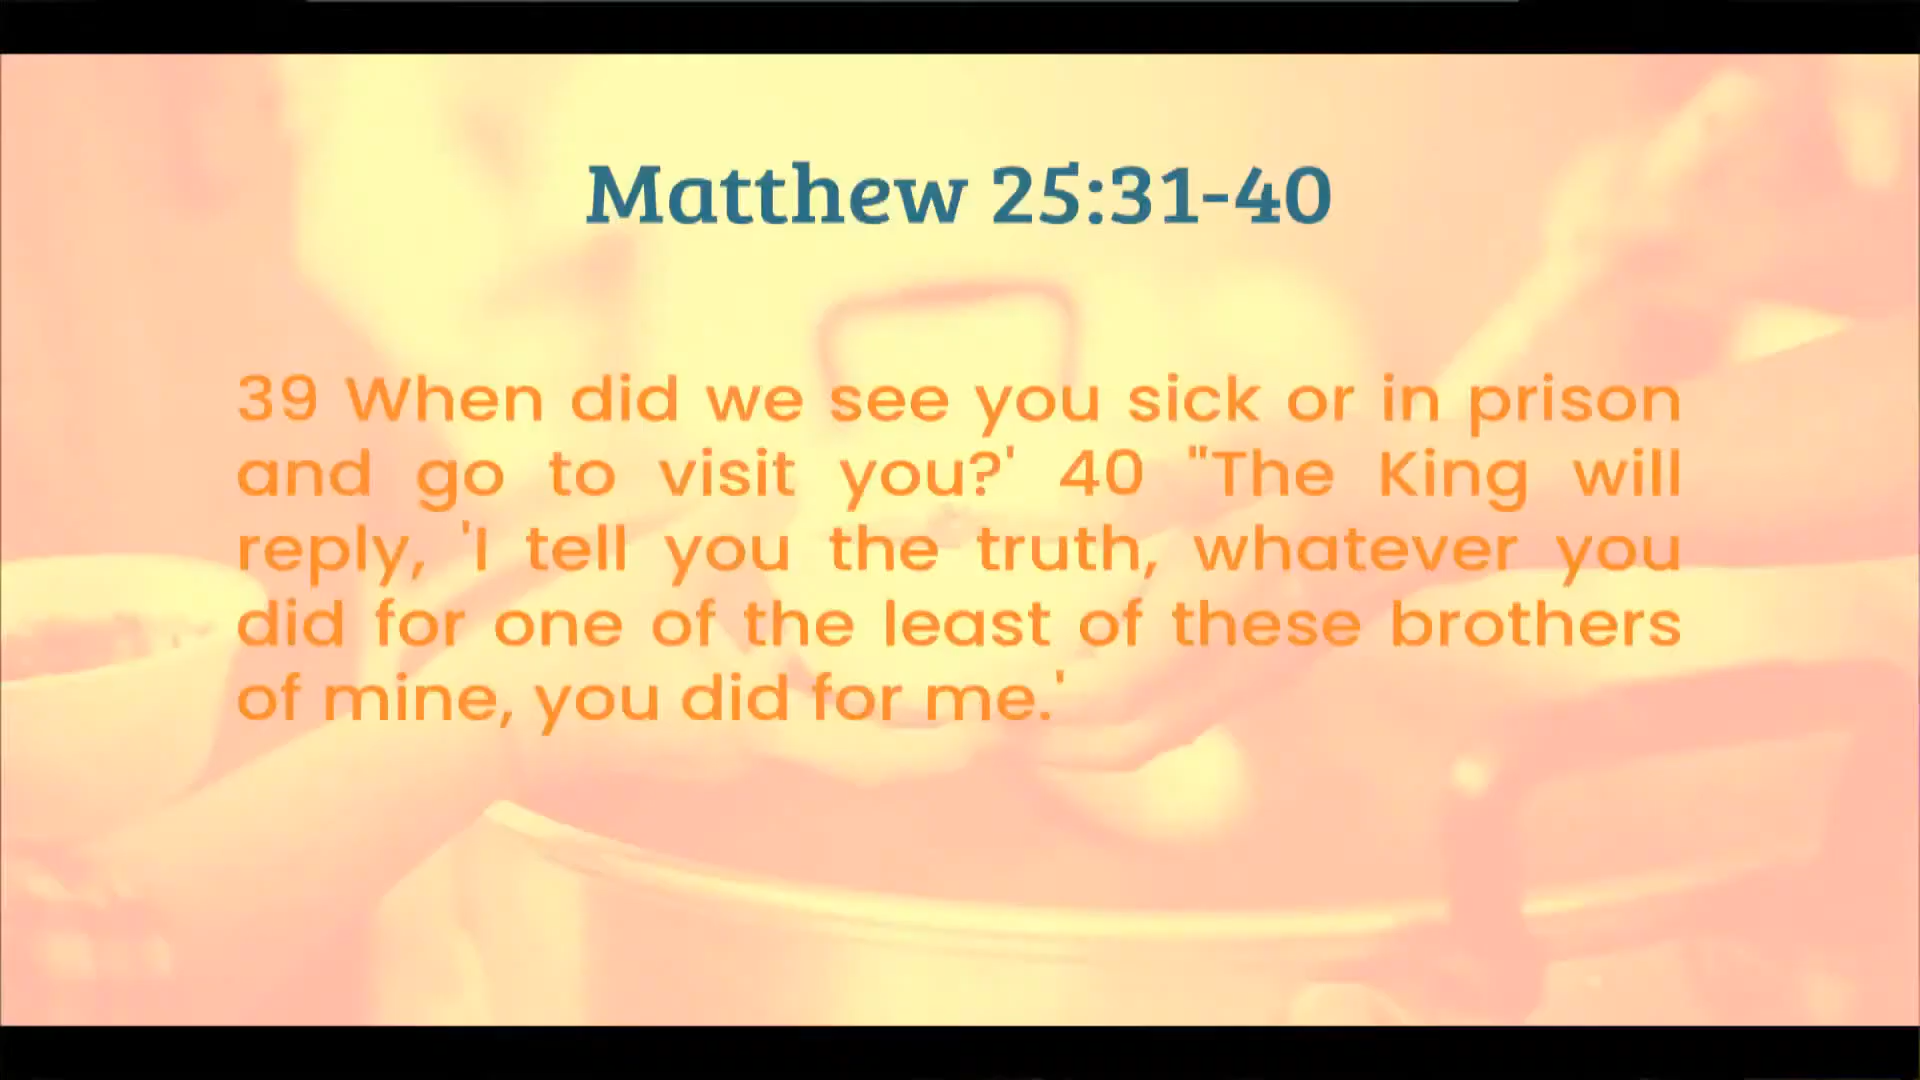 Matthew 25:31-40
39 When did we see you sick or in prison
and go to visit you?' 40 "The King will
reply, 'I tell you the truth, whatever you
did for one of the least of these brothers
of mine, you did for me.'